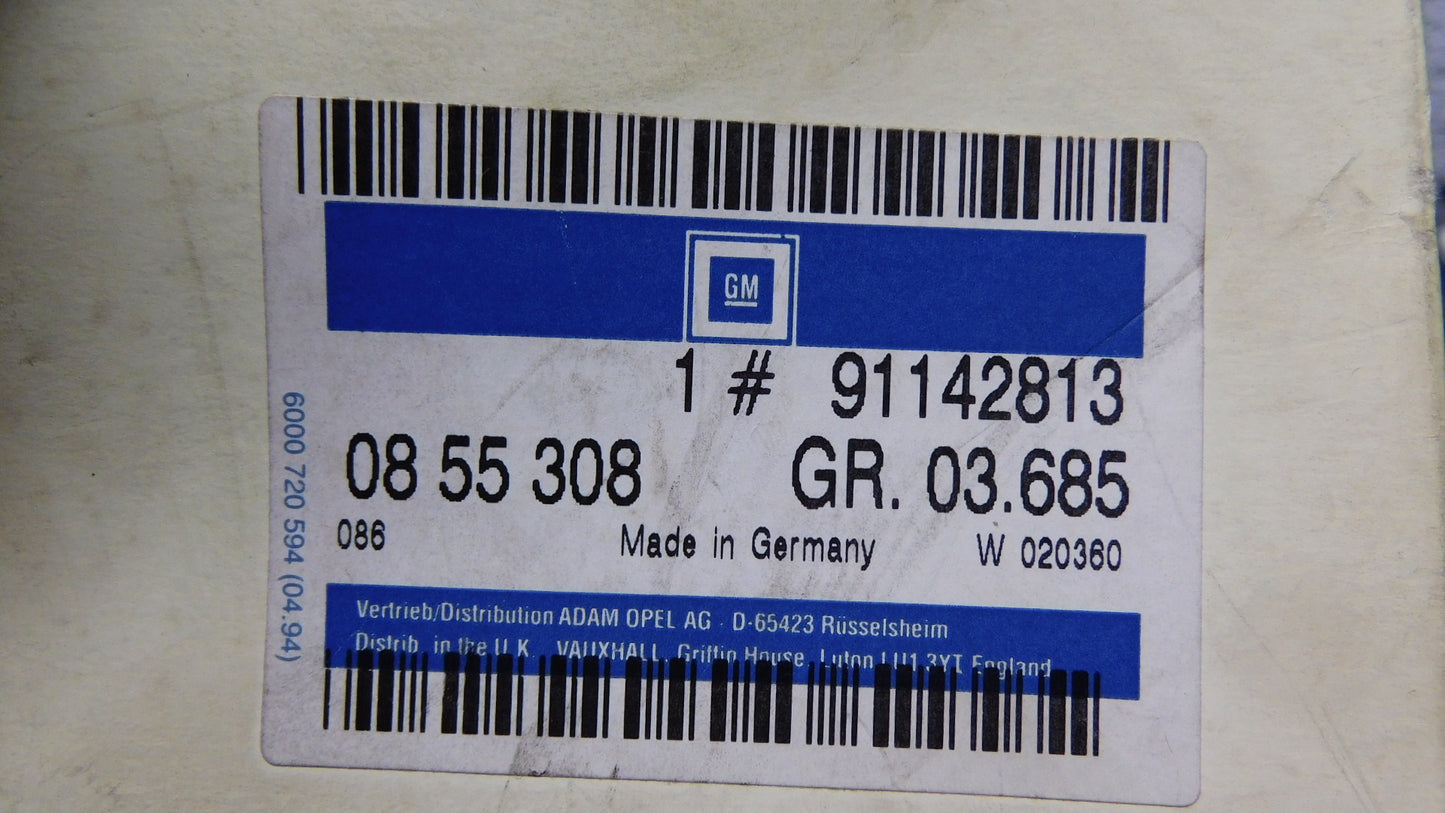 GM
1 # 91142813
08 55 308 GR. 03.685
086 Made in Germany W 020360
Vertrieb/Distribution ADAM OPEL AG · D-65423 Rüsselsheim
Distrib. in the U.K. VAUXHALL, Griffin House, Luton LU1 3YT England
6000 720 594 (04.94)